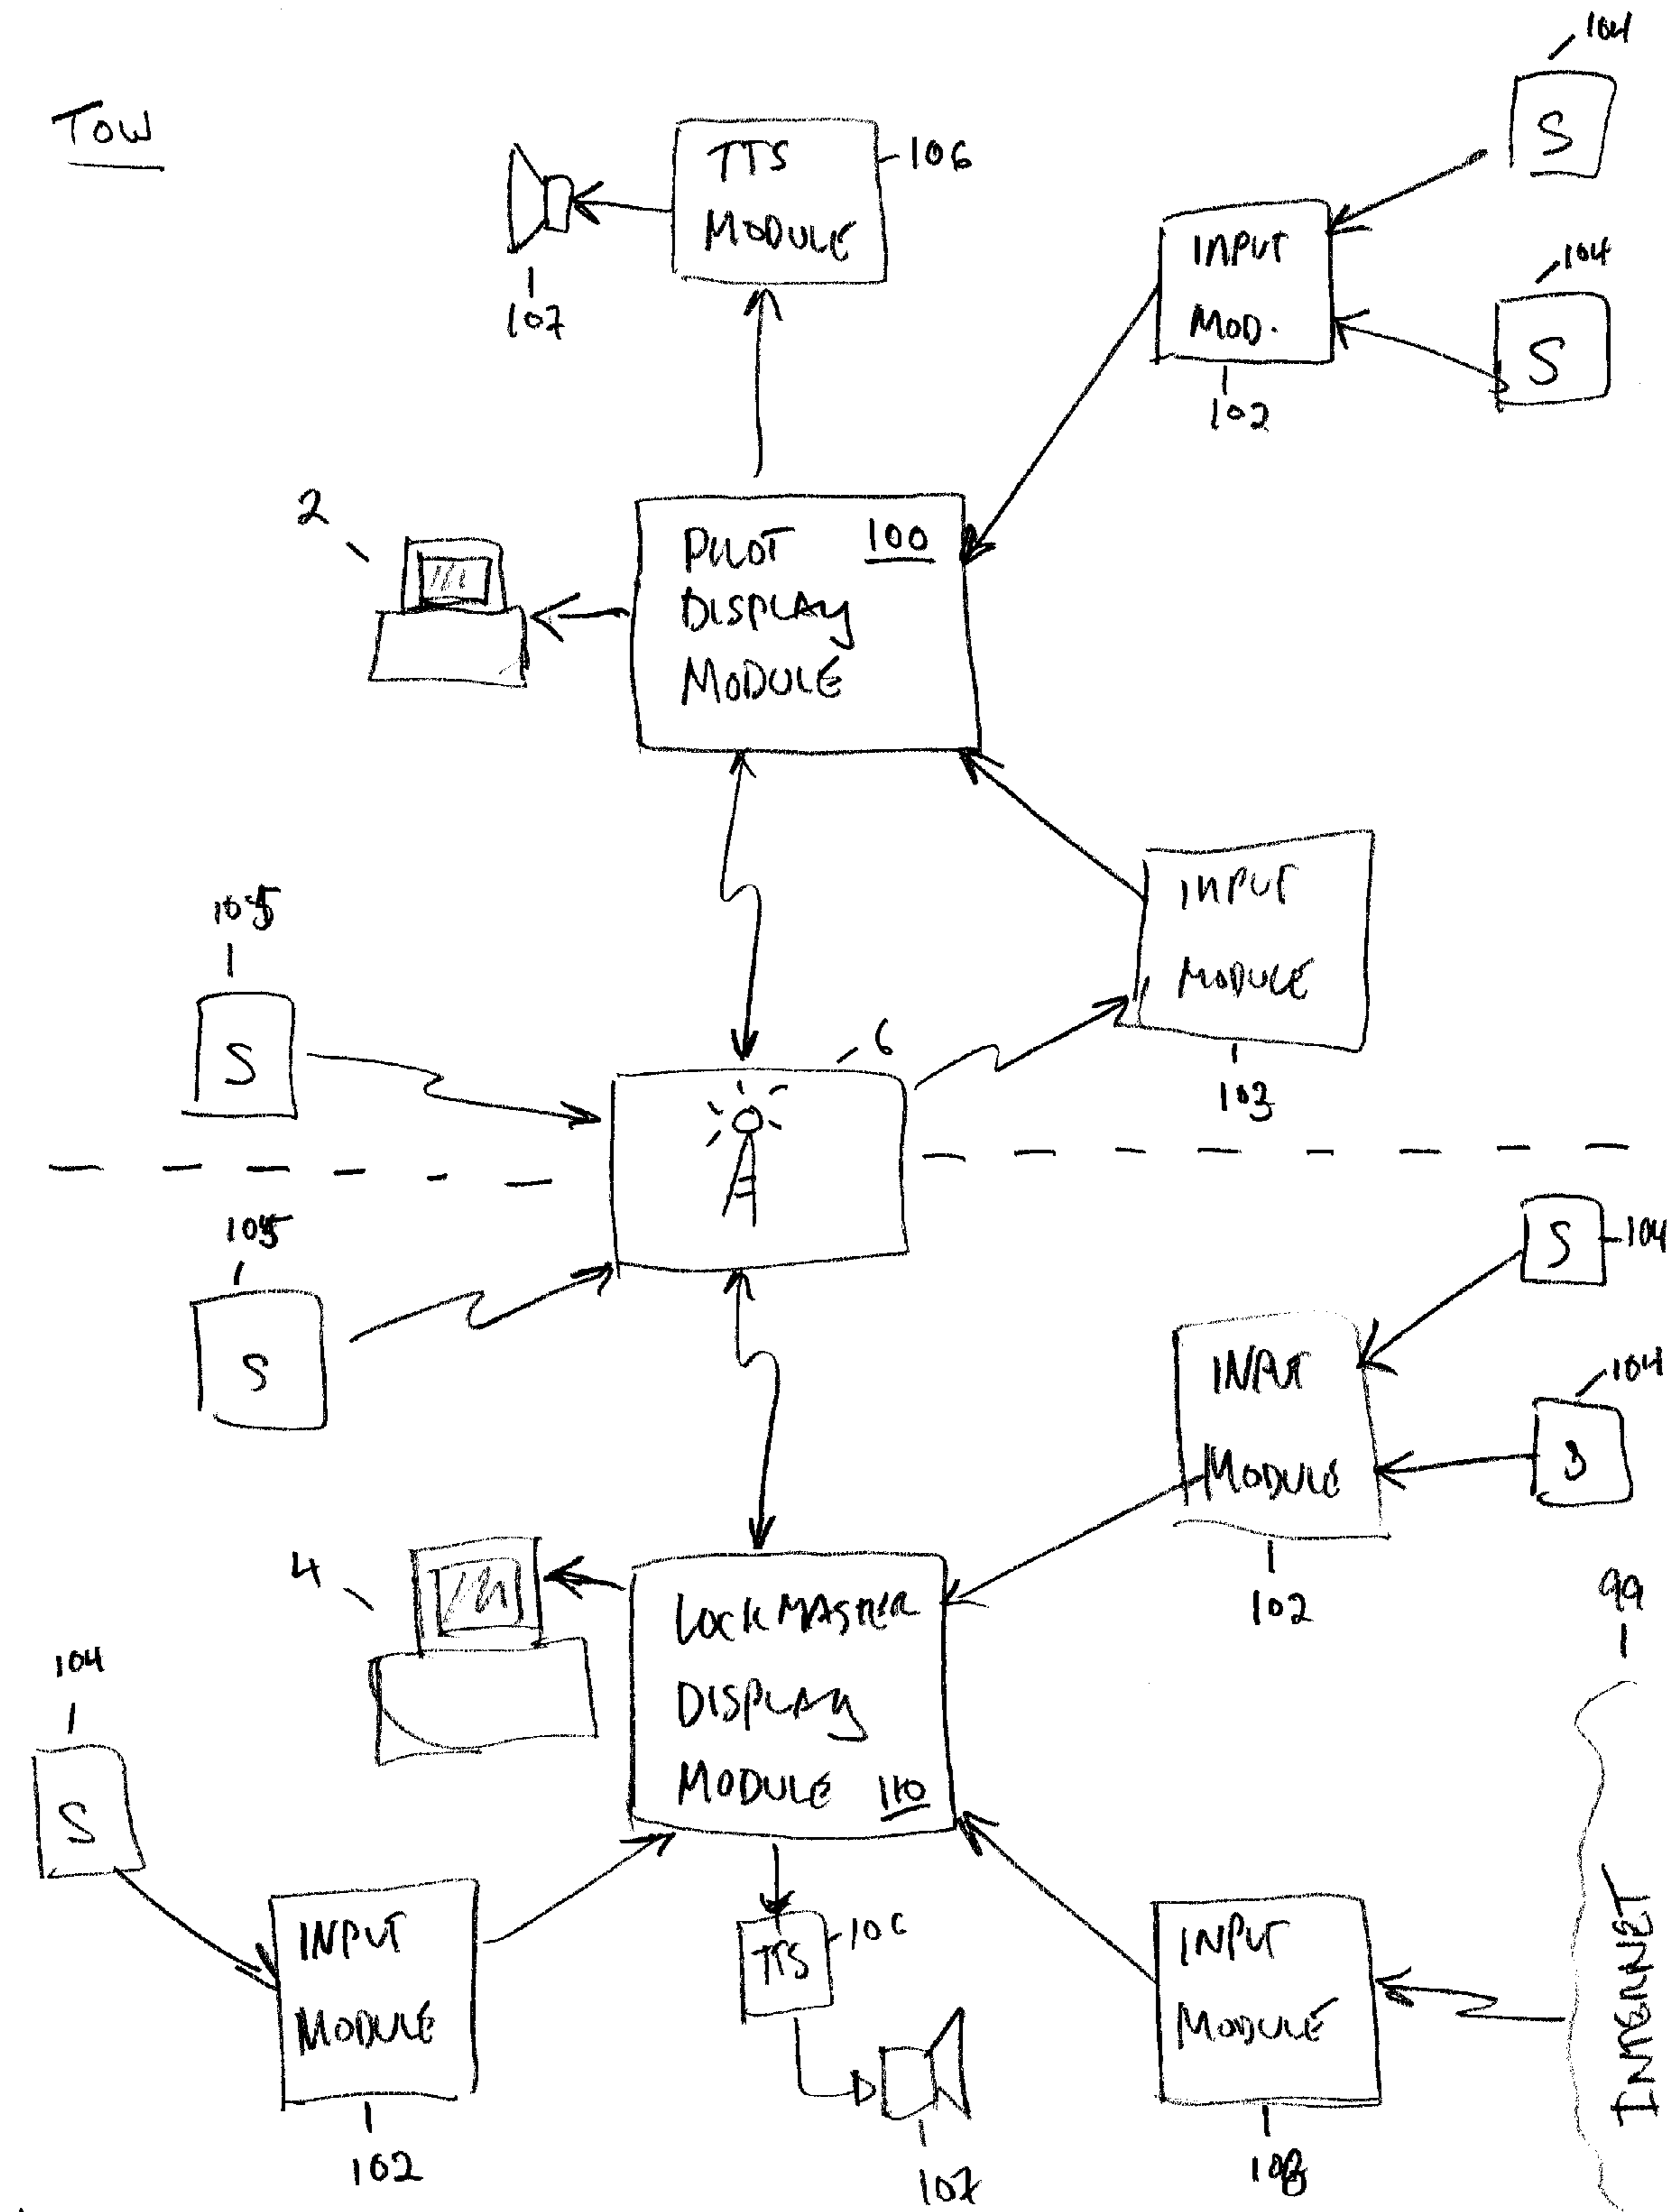 TOW
104
S
TTS
MODULE
106
107
INPUT
MOD.
102
104
S
2
PILOT 100
DISPLAY
MODULE
INPUT
MODULE
103
105
S
6
105
S
S
104
INPUT
MODULE
102
104
S
4
LOCKMASTER
DISPLAY
MODULE 110
99
INTERNET
104
S
INPUT
MODULE
102
TTS
106
107
INPUT
MODULE